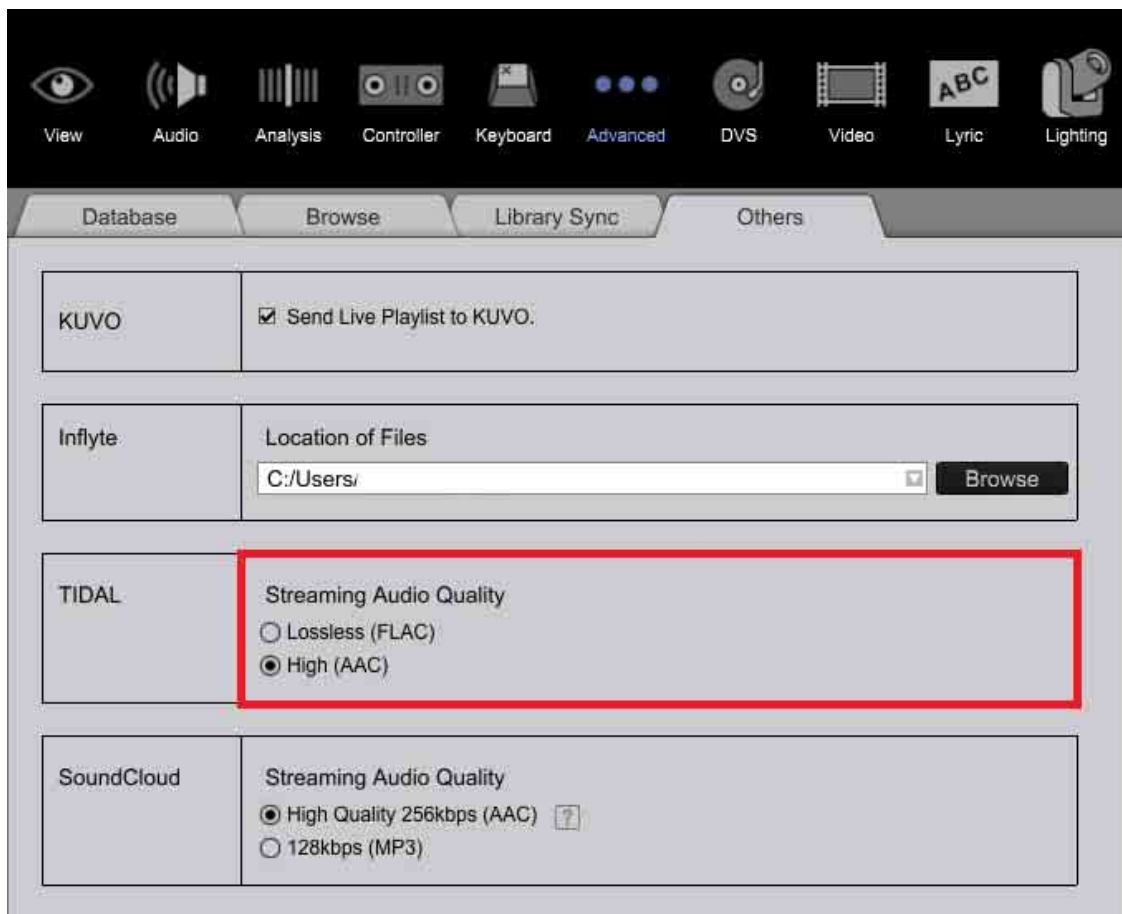 View Audio Analysis Controller Keyboard Advanced DVS Video Lyric Lighting
ABC
Database Browse Library Sync Others
KUVO
Send Live Playlist to KUVO.
Inflyte
Location of Files
C:/Users/
Browse
TIDAL
Streaming Audio Quality
Lossless (FLAC)
High (AAC)
SoundCloud
Streaming Audio Quality
High Quality 256kbps (AAC) ?
128kbps (MP3)